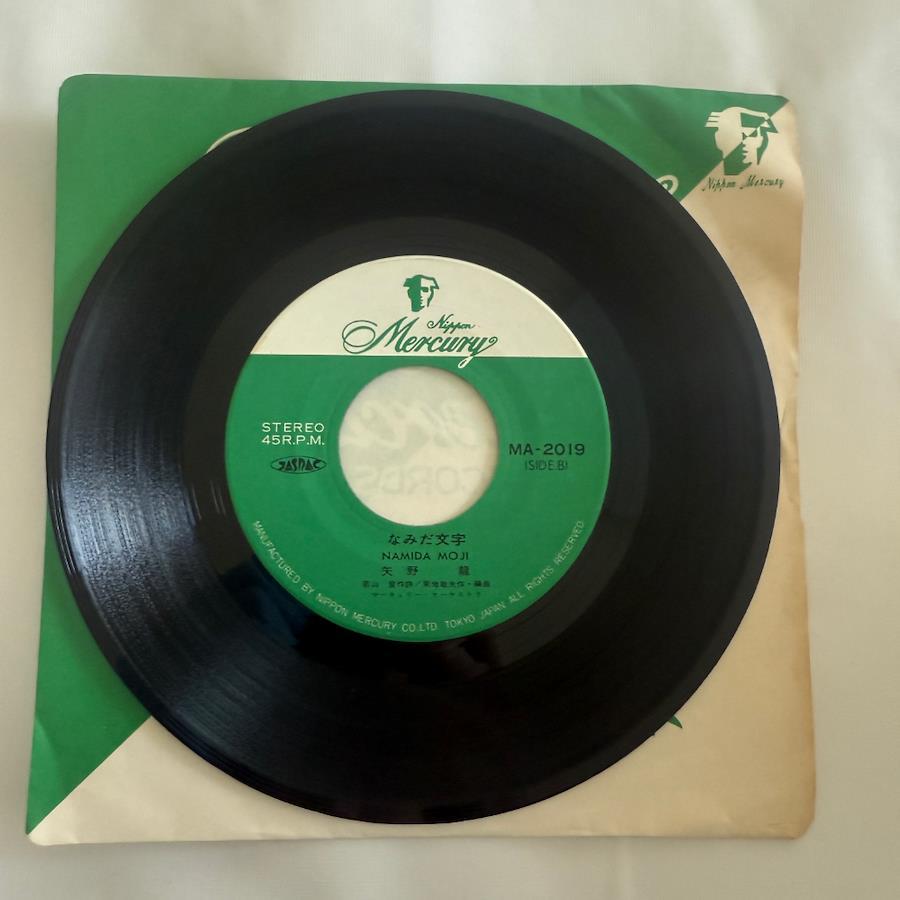 Nippon Mercury
Nippon
Mercury
STEREO
45R.P.M.
JASRAC
MA-2019
(SIDE.B)
なみだ文字
NAMIDA MOJI
矢野 龍
マーキュリー・オーケストラ
MANUFACTURED BY NIPPON MERCURY CO.LTD. TOKYO JAPAN ALL RIGHTS RESERVED